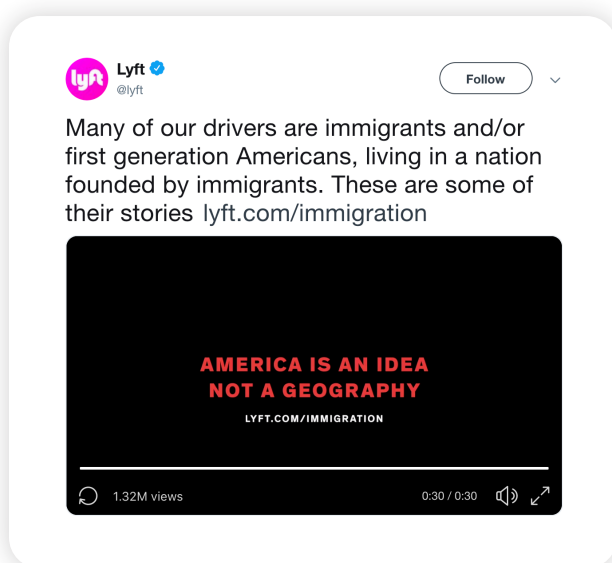 lyft
Lyft
@lyft
Follow
Many of our drivers are immigrants and/or
first generation Americans, living in a nation
founded by immigrants. These are some of
their stories lyft.com/immigration
AMERICA IS AN IDEA
NOT A GEOGRAPHY
LYFT.COM/IMMIGRATION
1.32M views
0:30 / 0:30